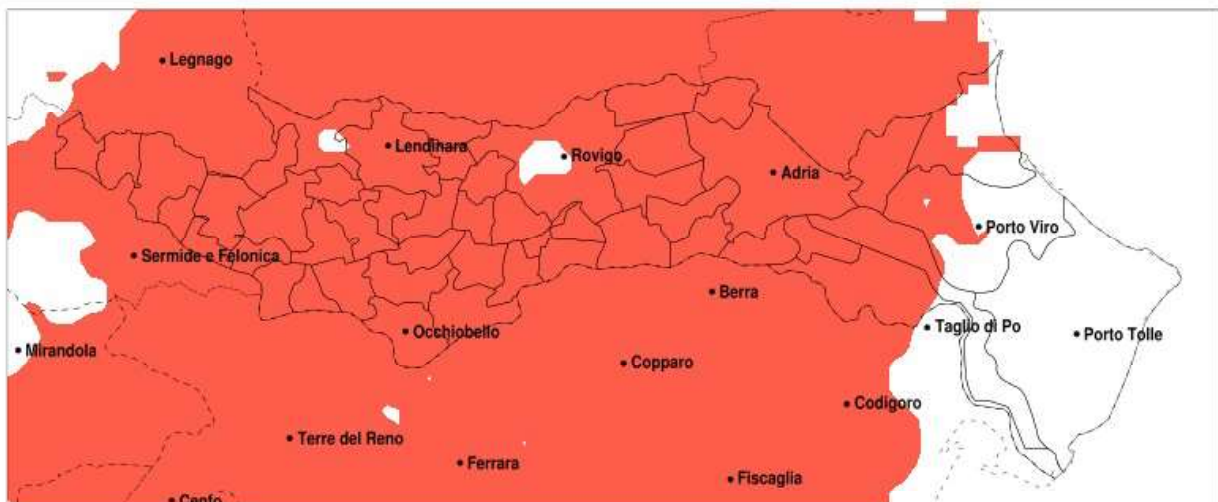 Legnago
Lendinara
Rovigo
Adria
Porto Viro
Sermide e Felonica
Berra
Occhiobello
Taglio di Po
Porto Tolle
Mirandola
Copparo
Codigoro
Terre del Reno
Ferrara
Fiscaglia
Cento